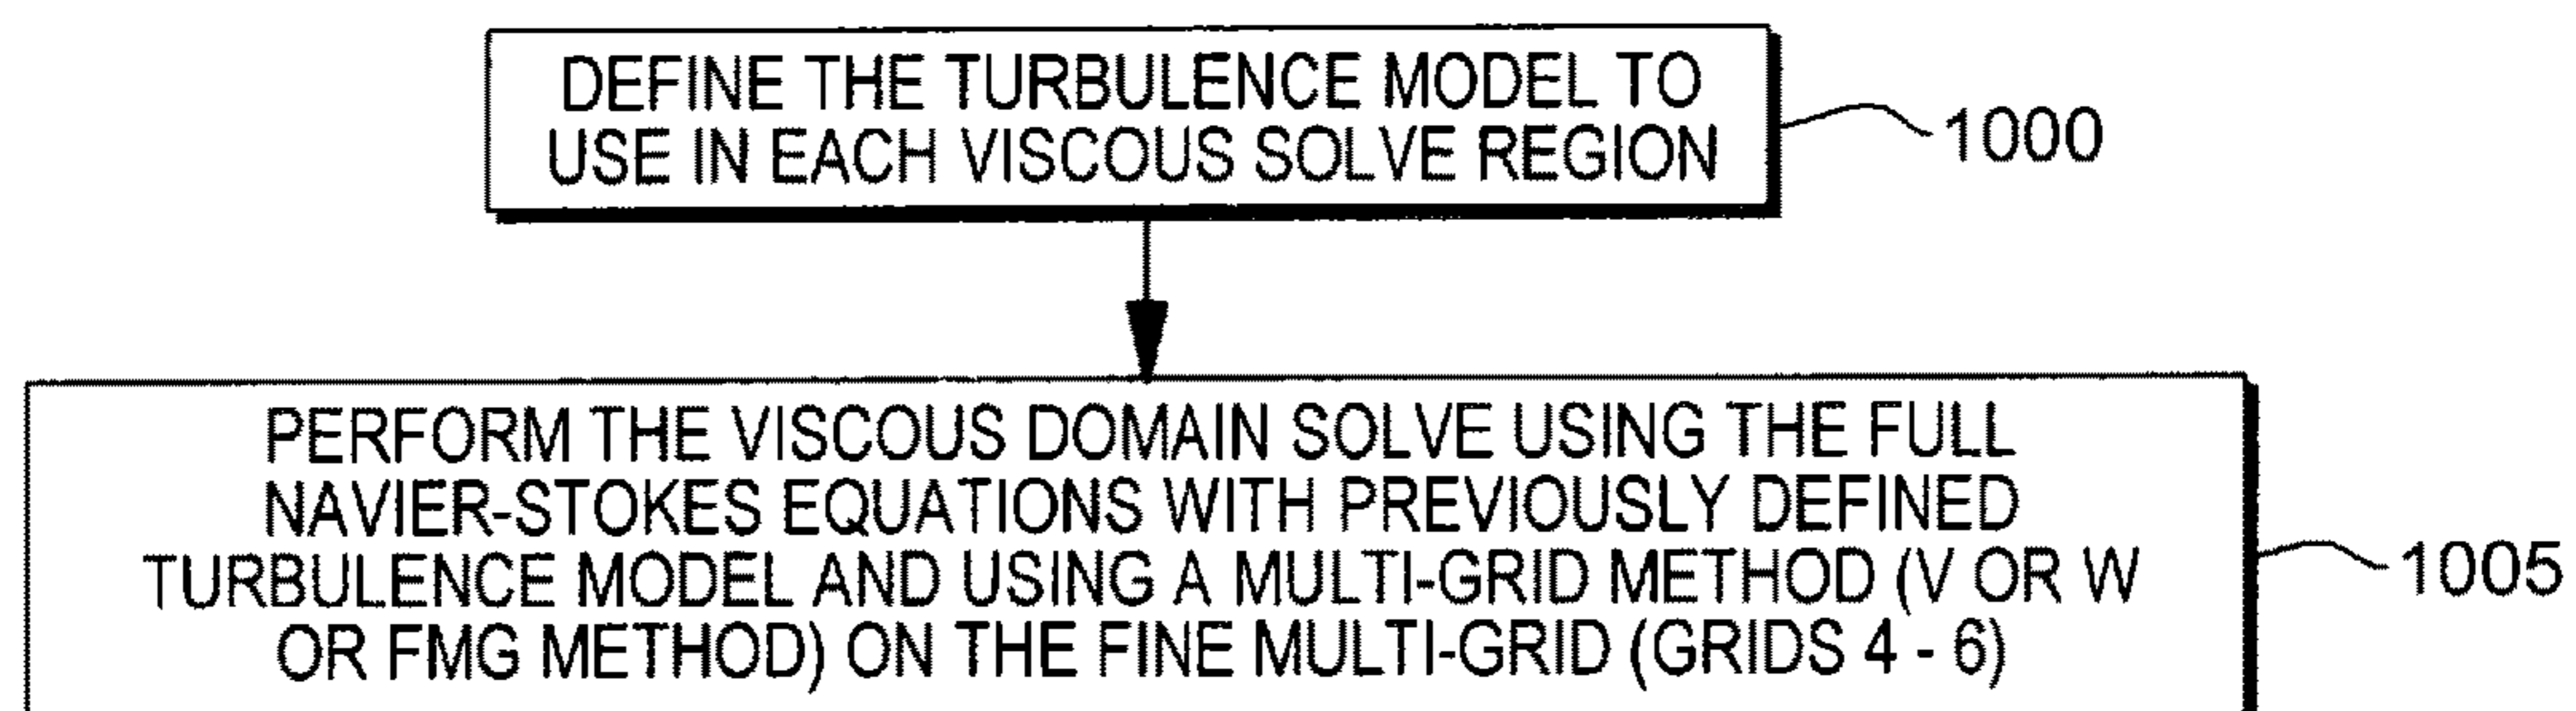 DEFINE THE TURBULENCE MODEL TO
USE IN EACH VISCOUS SOLVE REGION
1000
PERFORM THE VISCOUS DOMAIN SOLVE USING THE FULL
NAVIER-STOKES EQUATIONS WITH PREVIOUSLY DEFINED
TURBULENCE MODEL AND USING A MULTI-GRID METHOD (V OR W
OR FMG METHOD) ON THE FINE MULTI-GRID (GRIDS 4 - 6)
1005